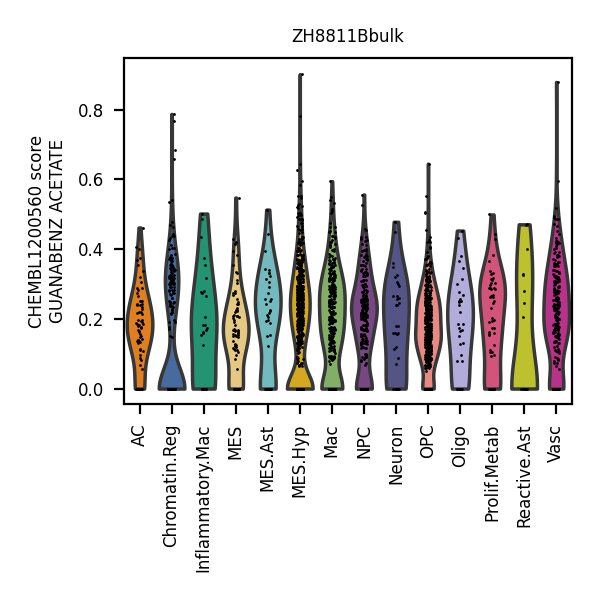 ZH8811Bbulk
CHEMBL1200560 score
GUANABENZ ACETATE
0.8
0.6
0.4
0.2
0.0
AC
Chromatin.Reg
Inflammatory.Mac
MES
MES.Ast
MES.Hyp
Mac
NPC
Neuron
OPC
Oligo
Prolif.Metab
Reactive.Ast
Vasc